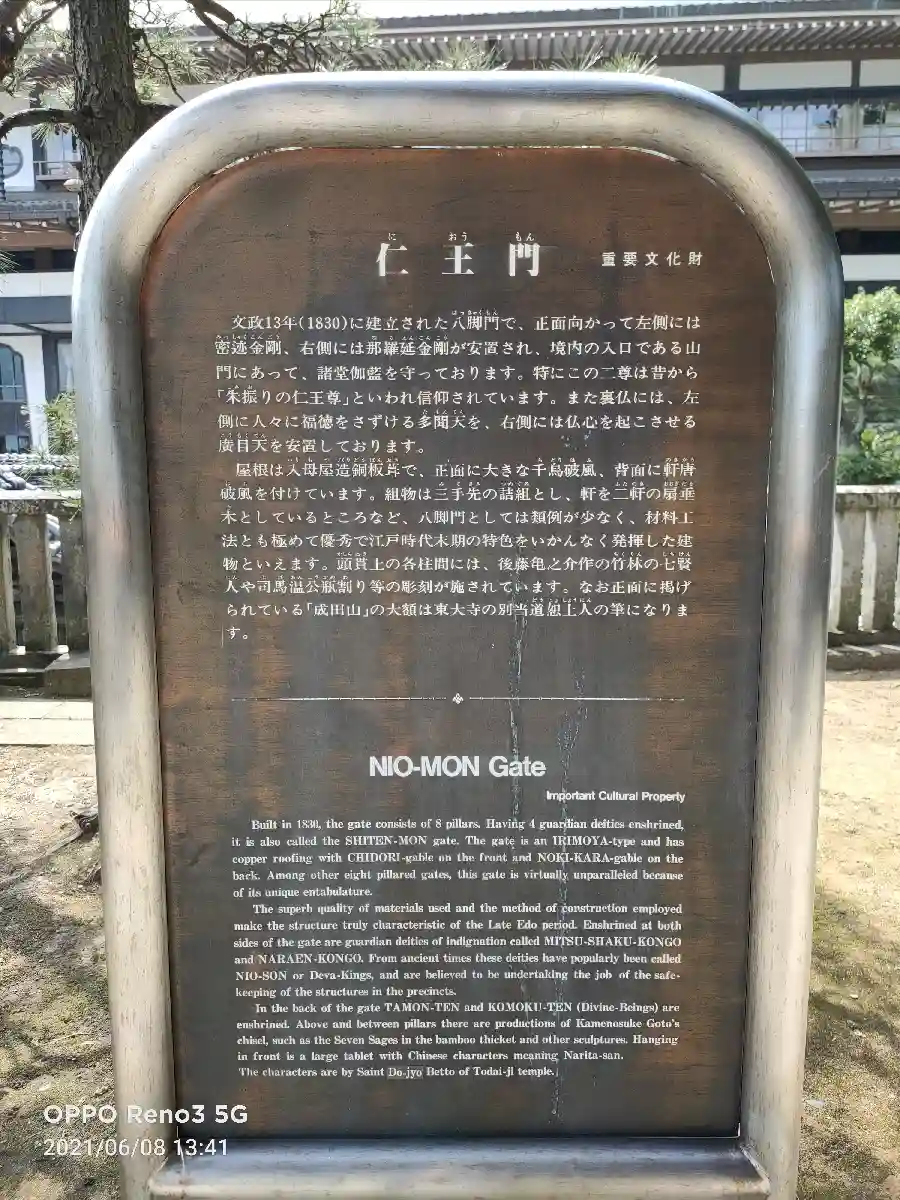 仁王門 重要文化財
に おう もん
文政13年(1830)に建立された八脚門で、正面向かって左側には
密迹金剛、右側には那羅延金剛が安置され、境内の入口である山
門にあって、諸堂伽藍を守っております。特にこの二尊は昔から
「朱振りの仁王尊」といわれ信仰されています。また裏仏には、左
側に人々に福徳をさずける多聞天を、右側には仏心を起こさせる
廣目天を安置しております。
屋根は入母屋造銅板葺で、正面に大きな千鳥破風、背面に軒唐
破風を付けています。組物は三手先の詰組とし、軒を二軒の扇垂
木としているところなど、八脚門としては類例が少なく、材料工
法とも極めて優秀で江戸時代末期の特色をいかんなく発揮した建
物といえます。頭貫上の各柱間には、後藤亀之介作の竹林の七賢
人や司馬温公瓶割り等の彫刻が施されています。なお正面に掲げ
られている「成田山」の大額は東大寺の別当道恕上人の筆になりま
す。
NIO-MON Gate
Important Cultural Property
Built in 1830, the gate consists of 8 pillars. Having 4 guardian deities enshrined,
it is also called the SHITEN-MON gate. The gate is an IRIMOYA-type and has
copper roofing with CHIDORI-gable on the front and NOKI-KARA-gable on the
back. Among other eight pillared gates, this gate is virtually unparalleled because
of its unique entabulature.
The superb quality of materials used and the method of construction employed
make the structure truly characteristic of the Late Edo period. Enshrined at both
sides of the gate are guardian deities of indignation called MITSU-SHAKU-KONGO
and NARAEN-KONGO. From ancient times these deities have popularly been called
NIO-SON or Deva-Kings, and are believed to be undertaking the job of the safe-
keeping of the structures in the precincts.
In the back of the gate TAMON-TEN and KOMOKU-TEN (Divine-Beings) are
enshrined. Above and between pillars there are productions of Kamenosuke Goto's
chisel, such as the Seven Sages in the bamboo thicket and other sculptures. Hanging
in front is a large tablet with Chinese characters meaning Narita-san.
The characters are by Saint Do-jyo Betto of Todai-ji temple.
OPPO Reno3 5G
2021/06/08 13:41